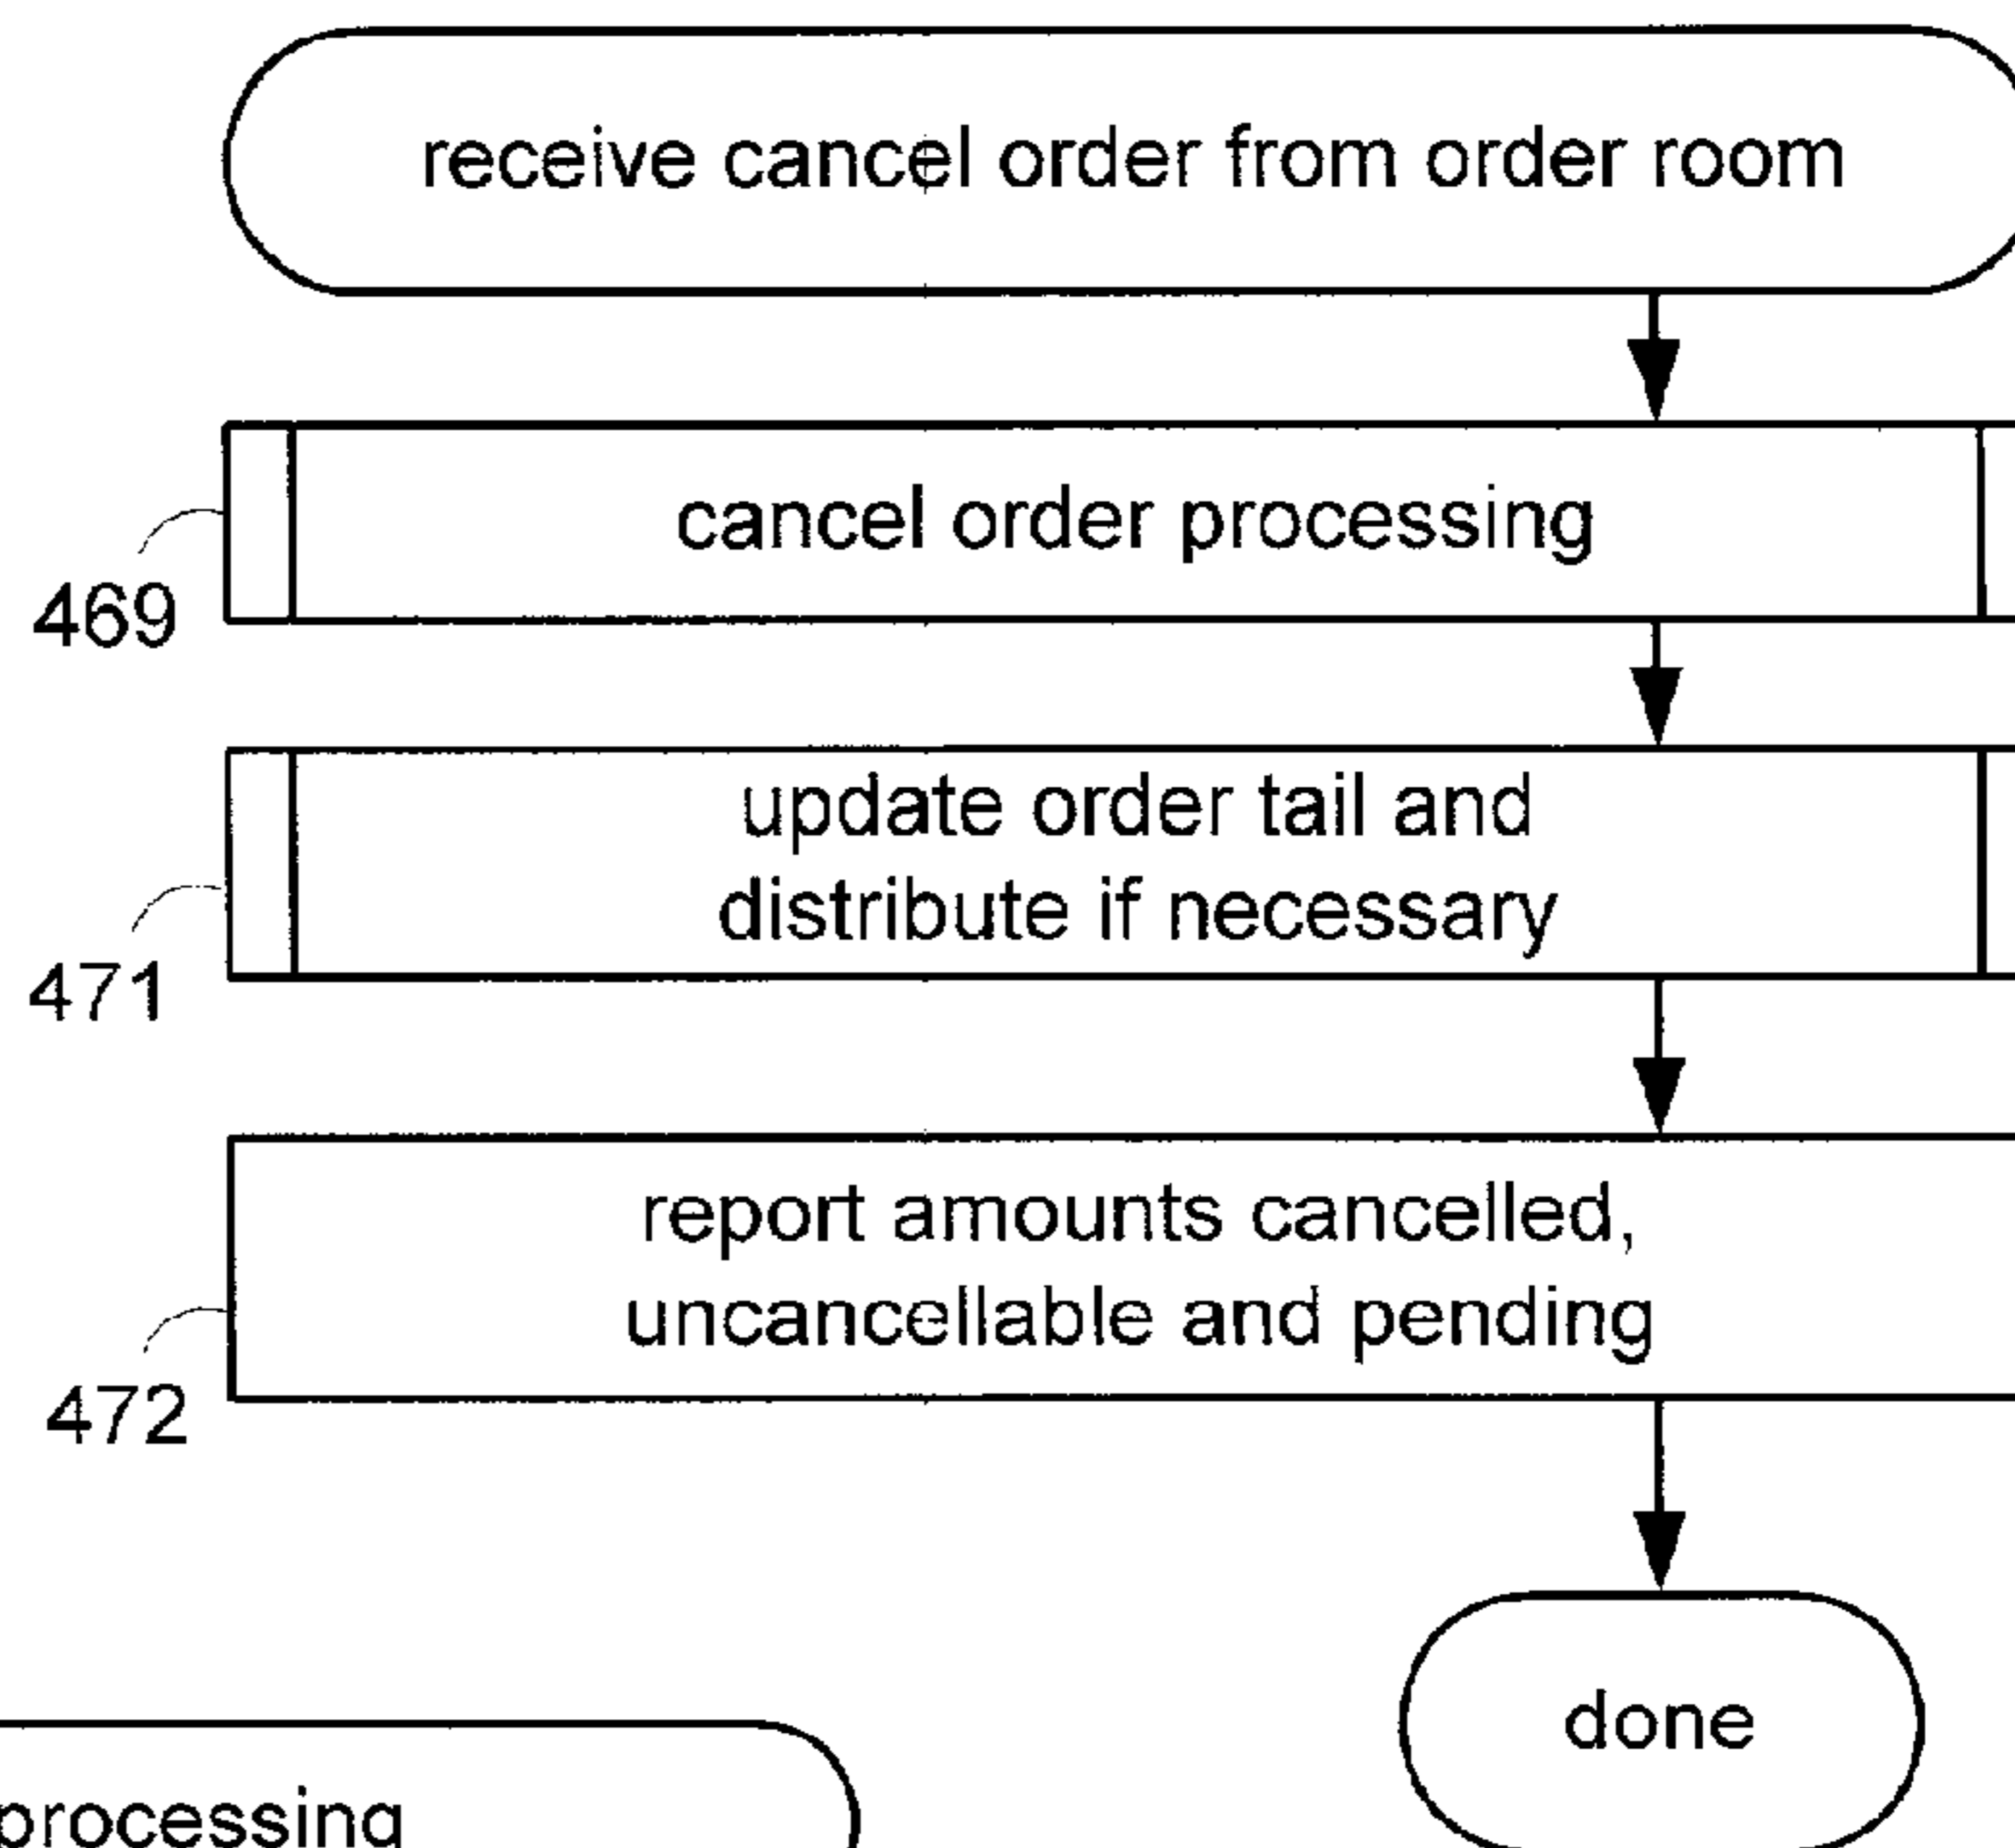 receive cancel order from order room
cancel order processing
469
update order tail and
distribute if necessary
471
report amounts cancelled,
uncancellable and pending
472
done
processing